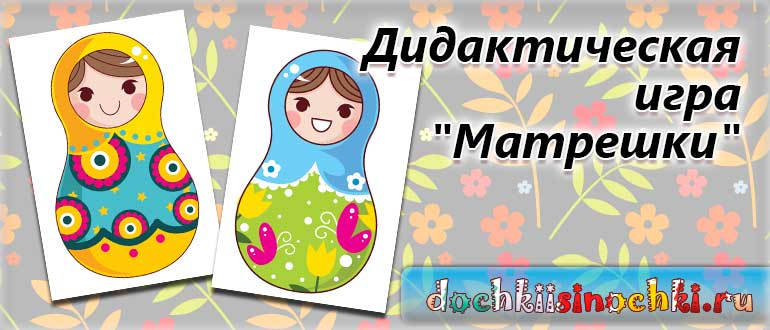 Дидактическая
игра
"Матрешки"
dochkiisinochki.ru